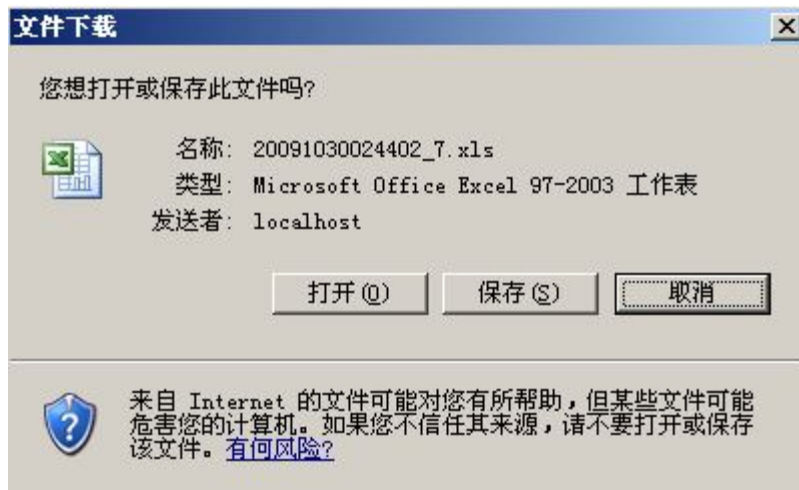 文件下载
您想打开或保存此文件吗?
名称: 20091030024402_7.xls
类型: Microsoft Office Excel 97-2003 工作表
发送者: localhost
打开(O) 保存(S) 取消
来自 Internet 的文件可能对您有所帮助，但某些文件可能
危害您的计算机。如果您不信任其来源，请不要打开或保存
该文件。有何风险?